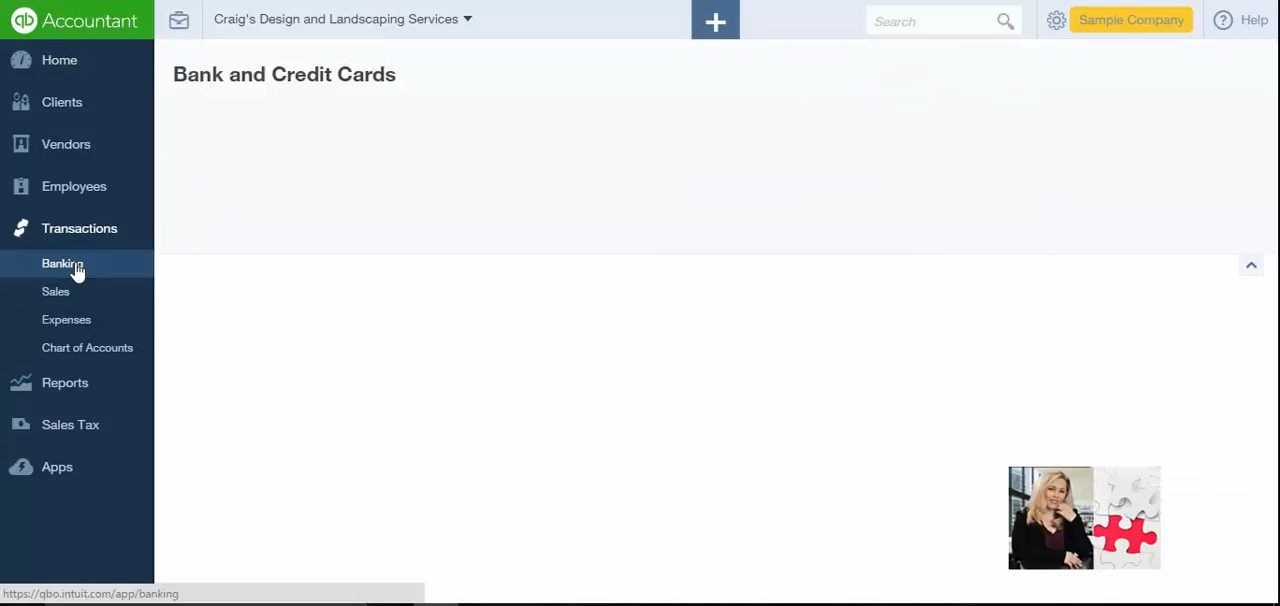 qb Accountant
Craig's Design and Landscaping Services
+
Search
Sample Company
? Help
Home
Clients
Vendors
Employees
Transactions
Banking
Sales
Expenses
Chart of Accounts
Reports
Sales Tax
Apps
Bank and Credit Cards
https://qbo.intuit.com/app/banking